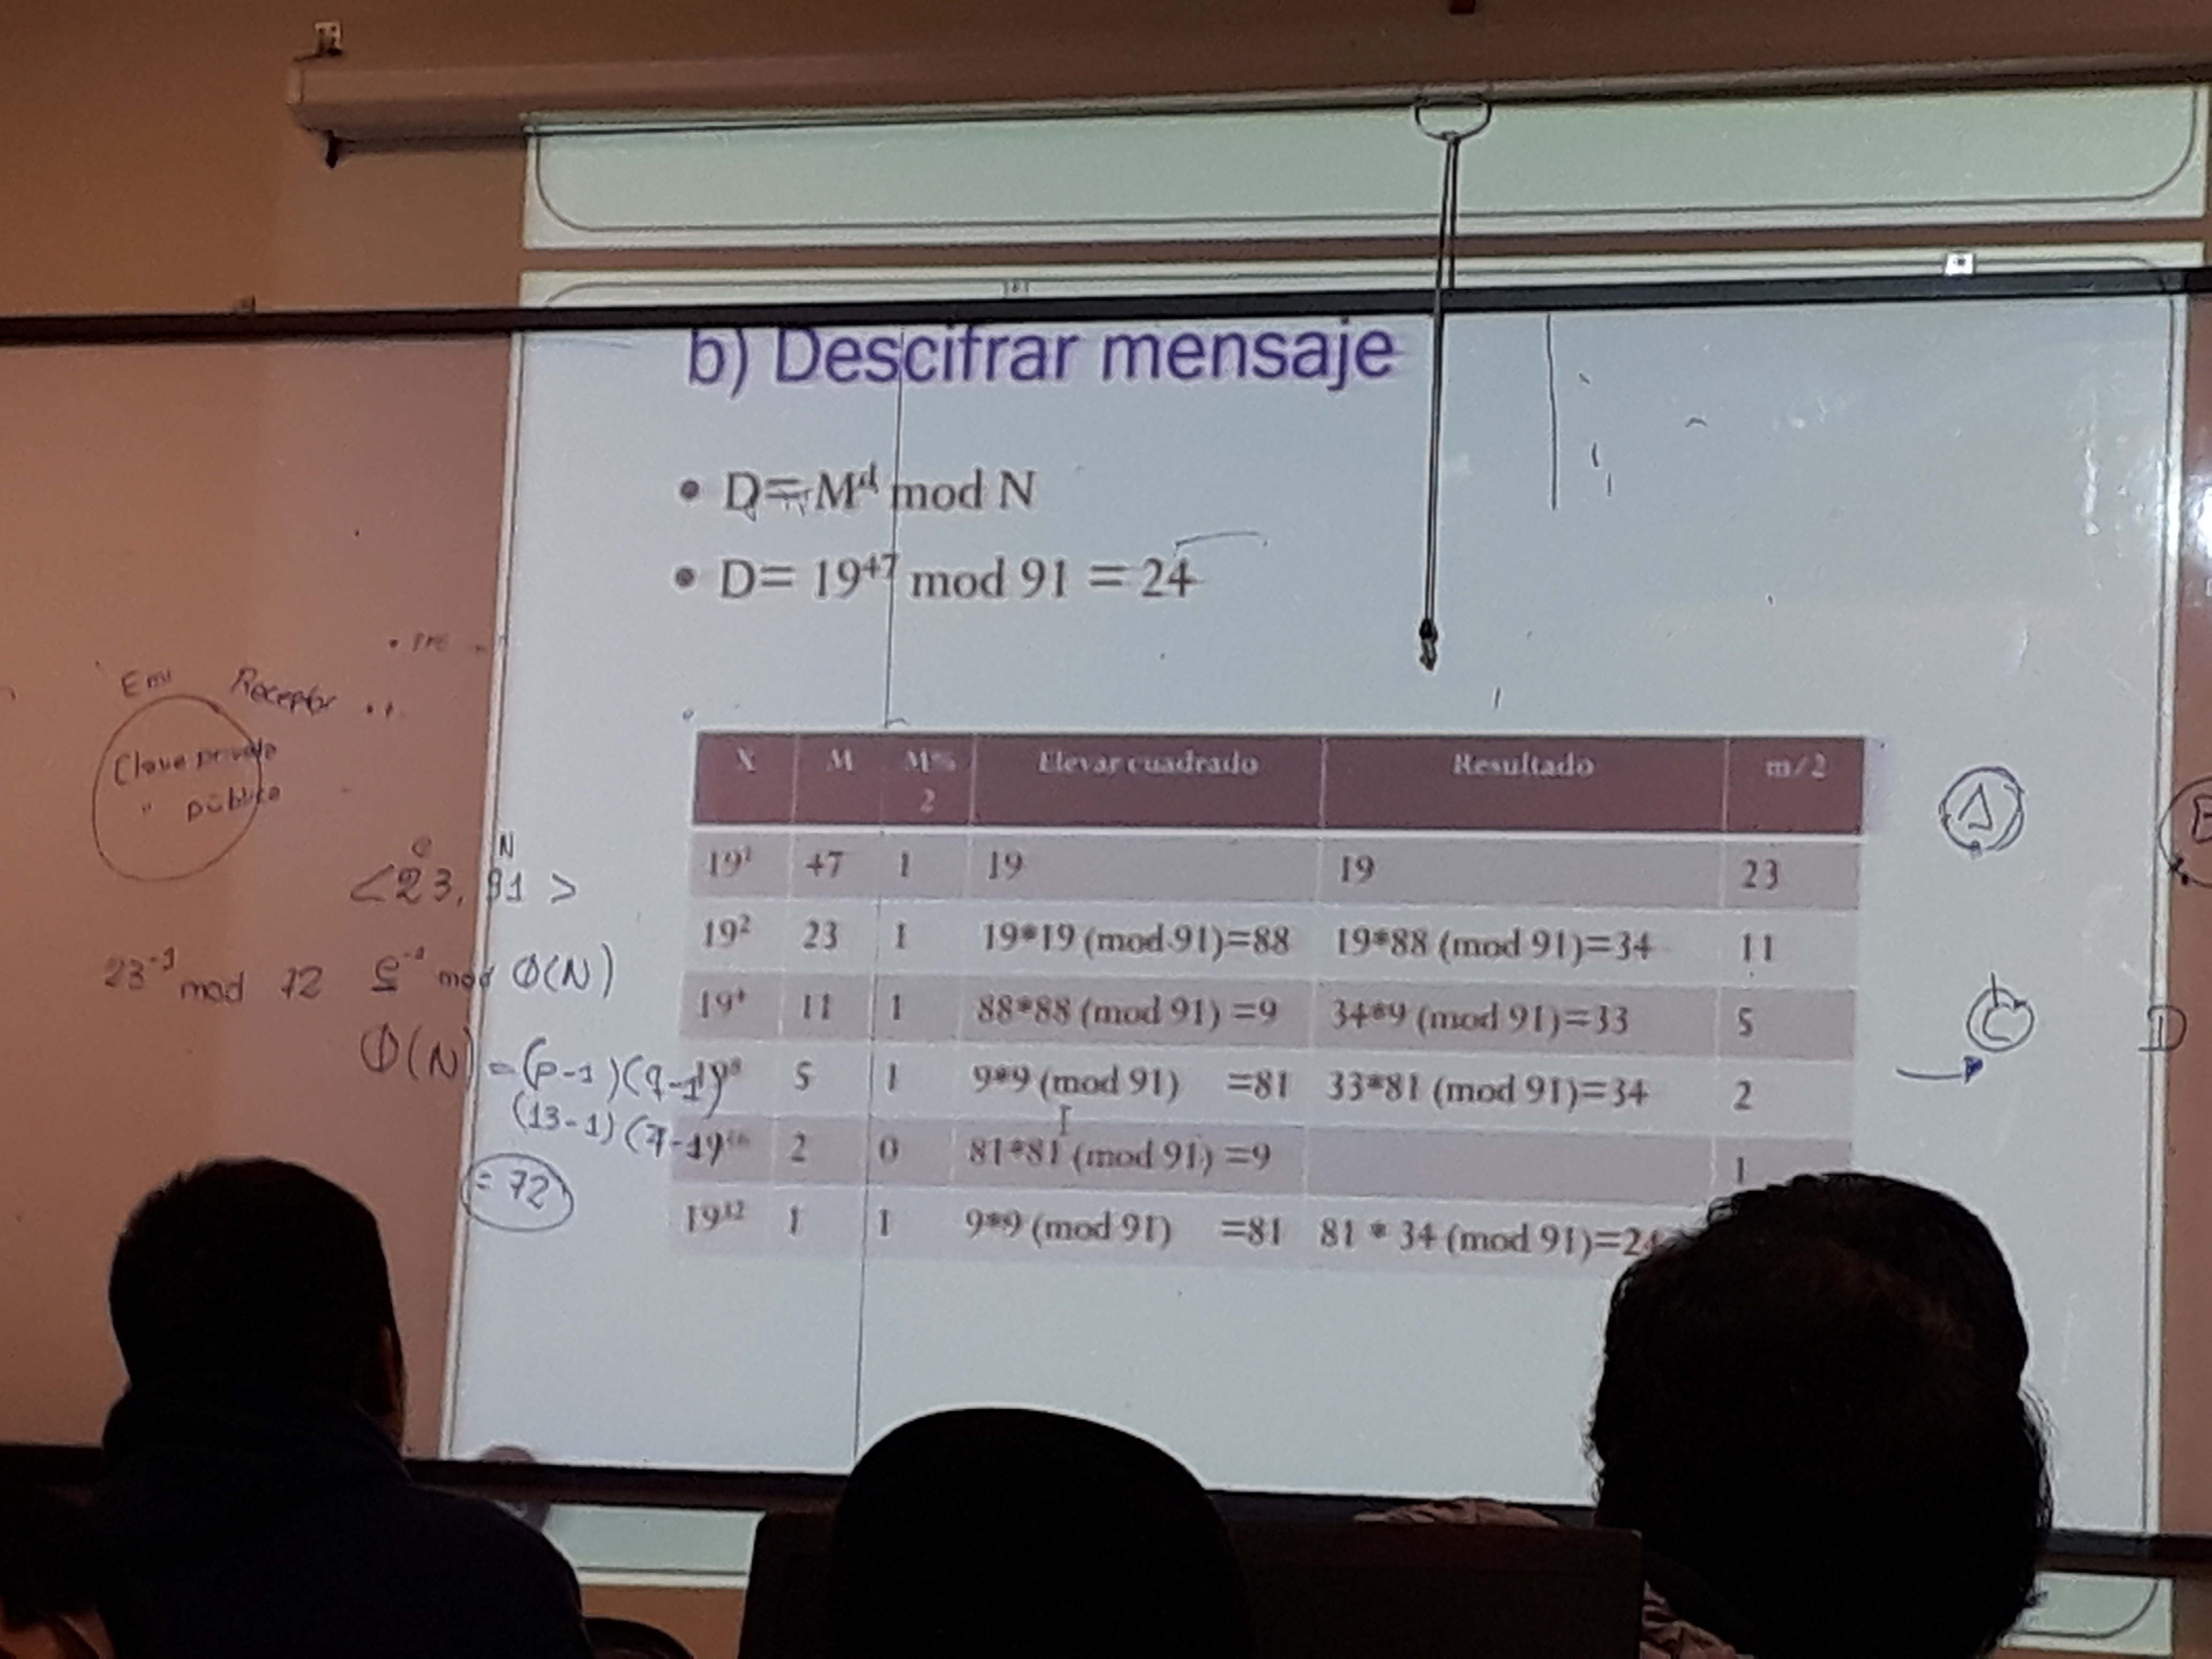 b) Descifrar mensaje
• D= M^d mod N
• D= 19^47 mod 91 = 24
Emi Receptor
Clave privada
" pública
e N
<23, 91>
23^-1 mod 72 e^-1 mod Φ(N)
Φ(N) = (p-1)(q-1)
(13-1)(7-1)
= 72
X M M% 2 Elevar cuadrado Resultado m/2
19^1 47 1 19 19 23
19^2 23 1 19*19 (mod 91)=88 19*88 (mod 91)=34 11
19^4 11 1 88*88 (mod 91) =9 34*9 (mod 91)=33 5
19^8 5 1 9*9 (mod 91) =81 33*81 (mod 91)=34 2
19^16 2 0 81*81 (mod 91) =9 1
19^32 1 1 9*9 (mod 91) =81 81 * 34 (mod 91)=24
A
C
D